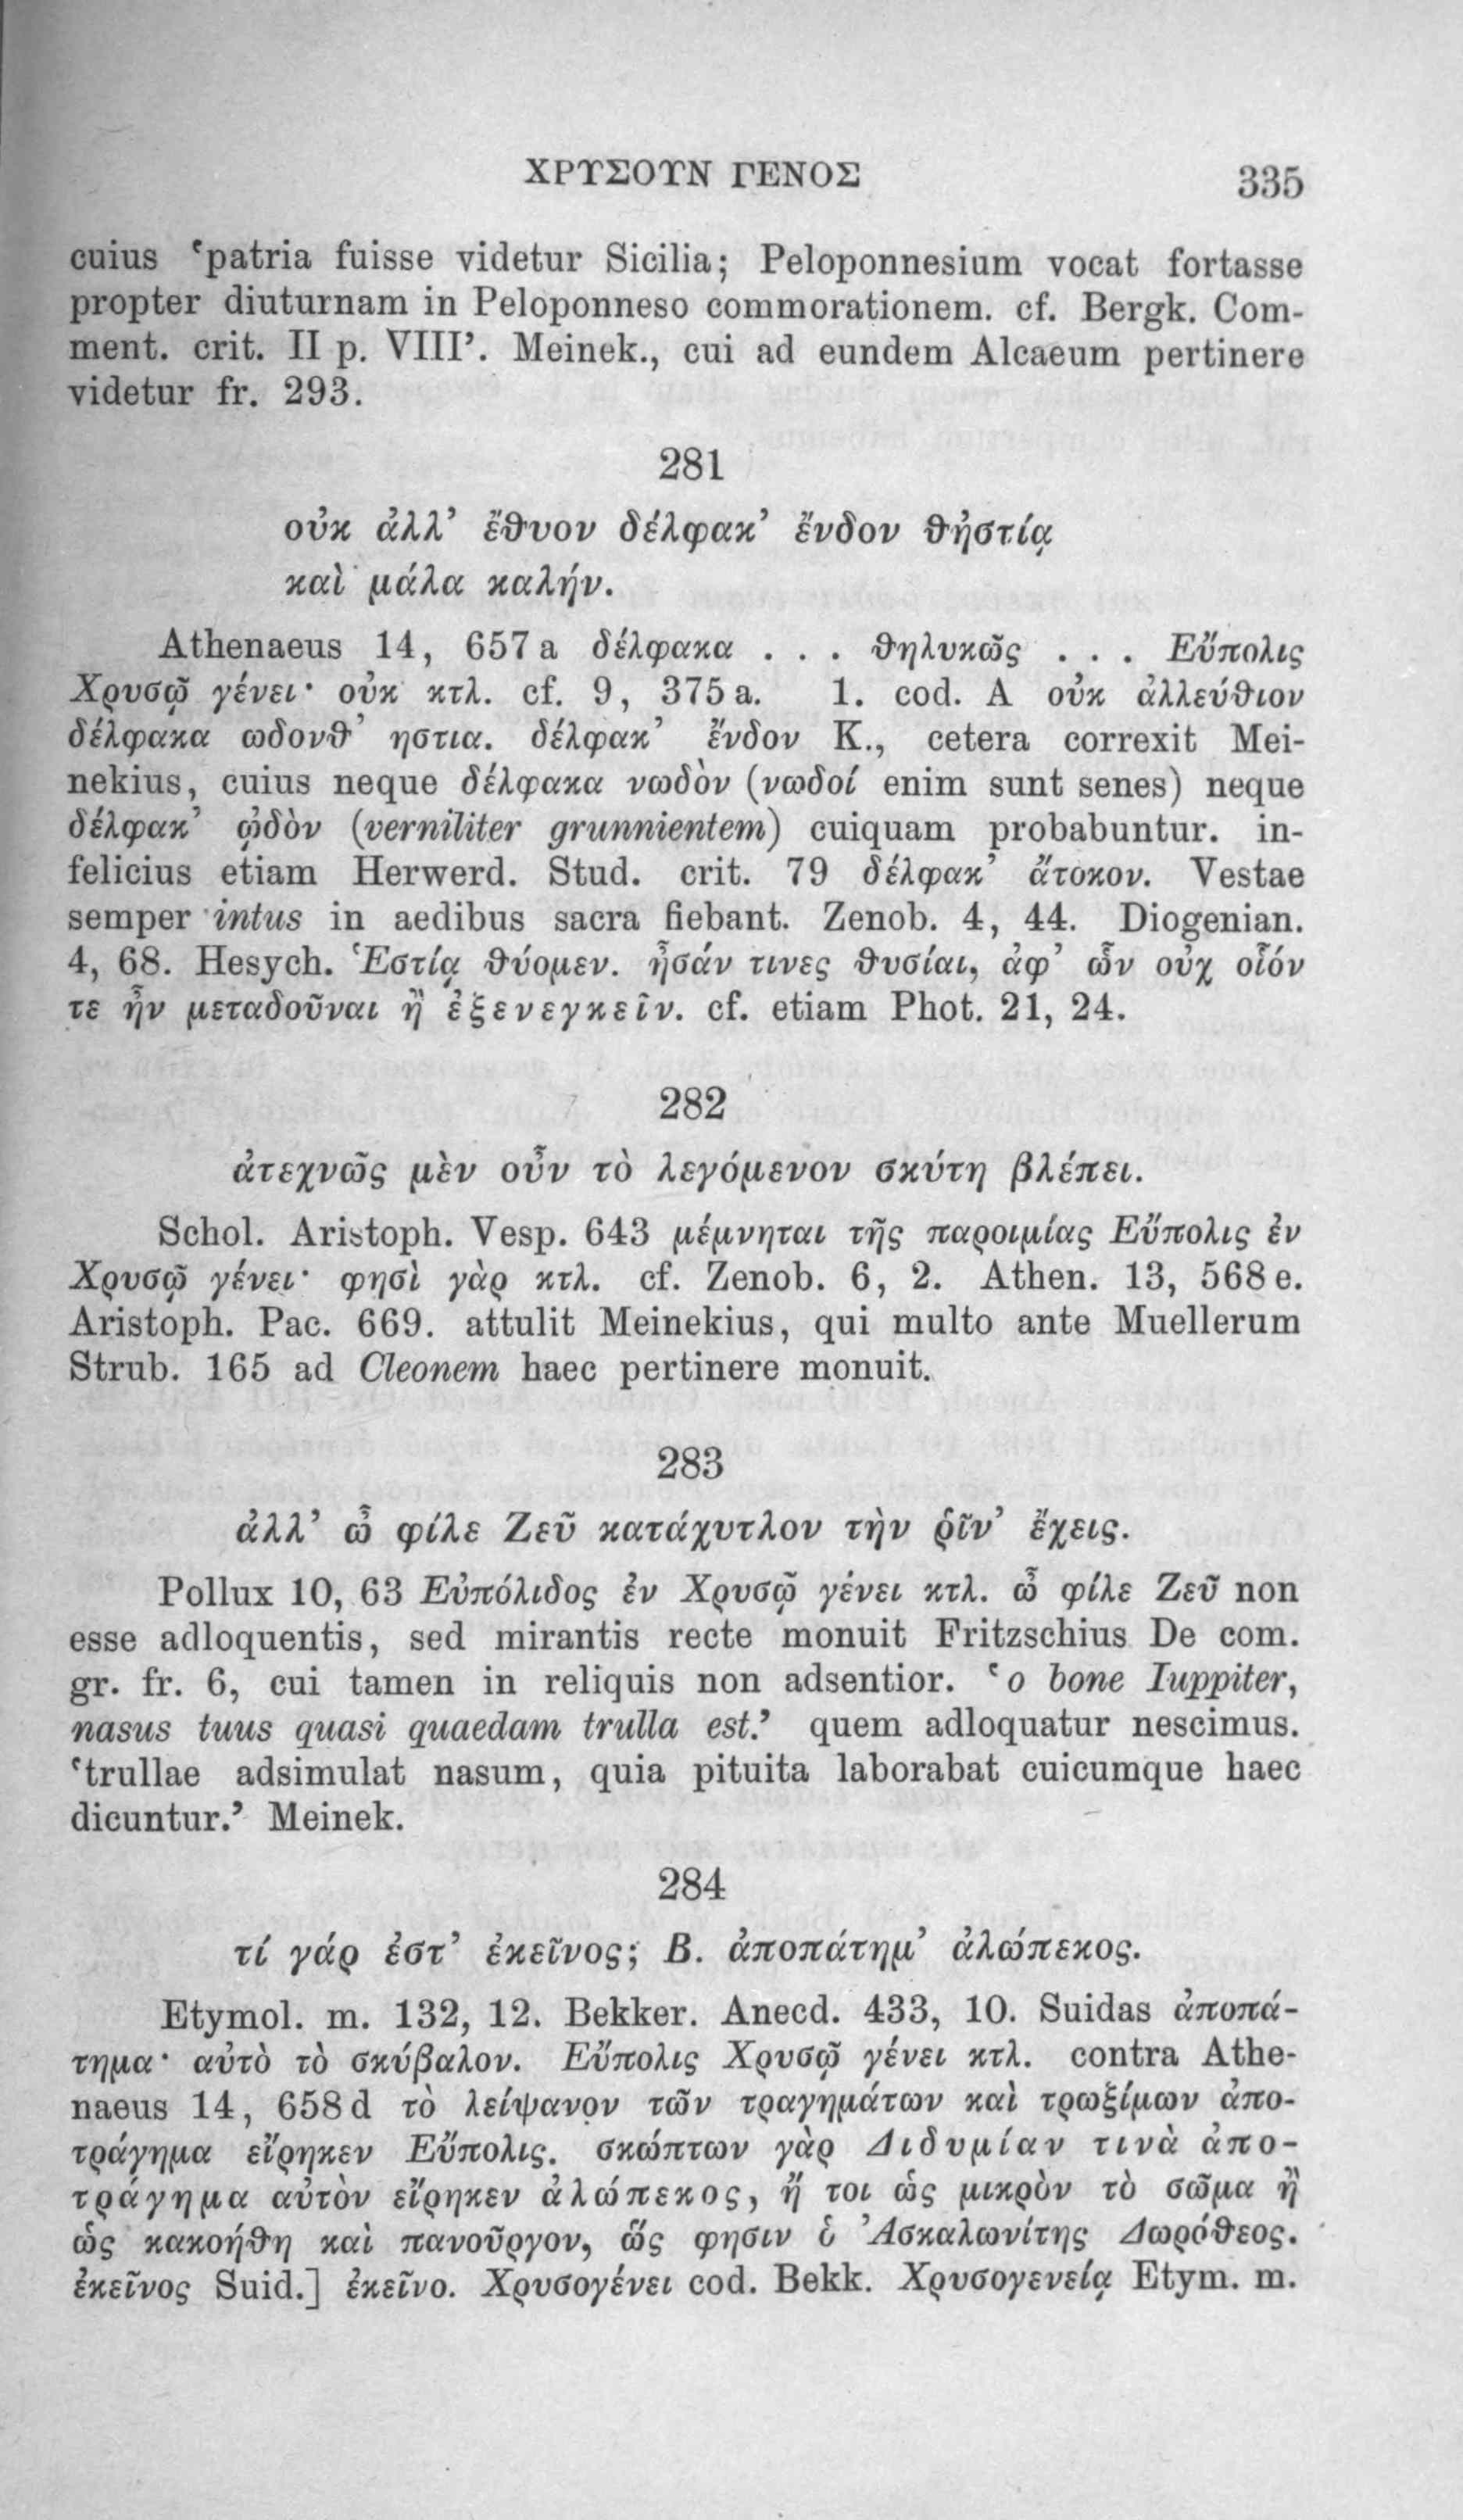 ΧΡΥΣΟΥΝ ΓΕΝΟΣ 335
cuius ‘patria fuisse videtur Sicilia; Peloponnesium vocat fortasse
propter diuturnam in Peloponneso commorationem. cf. Bergk. Com-
ment. crit. II p. VIII’. Meinek., cui ad eundem Alcaeum pertinere
videtur fr. 293.
281
οὐκ ἀλλ’ ἔθυον δέλφακ’ ἔνδον θἠστίᾳ
καὶ μάλα καλήν.
Athenaeus 14, 657 a δέλφακα . . . θηλυκῶς . . . Εὔπολις
Χρυσῷ γένει· οὐκ κτλ. cf. 9, 375 a. 1. cod. A οὐκ ἀλλεύθιον
δέλφακα ωδονθ’ ηστια. δέλφακ’ ἔνδον K., cetera correxit Mei-
nekius, cuius neque δέλφακα νωδὸν (νωδοί enim sunt senes) neque
δέλφακ’ ᾠδὸν (verniliter grunnientem) cuiquam probabuntur. in-
felicius etiam Herwerd. Stud. crit. 79 δέλφακ’ ἄτοκον. Vestae
semper intus in aedibus sacra fiebant. Zenob. 4, 44. Diogenian.
4, 68. Hesych. Ἑστίᾳ θύομεν. ἦσάν τινες θυσίαι, ἀφ’ ὧν οὐχ οἷόν
τε ἦν μεταδοῦναι ἢ ἐξενεγκεῖν. cf. etiam Phot. 21, 24.
282
ἀτεχνῶς μὲν οὖν τὸ λεγόμενον σκύτη βλέπει.
Schol. Aristoph. Vesp. 643 μέμνηται τῆς παροιμίας Εὔπολις ἐν
Χρυσῷ γένει· φησὶ γὰρ κτλ. cf. Zenob. 6, 2. Athen. 13, 568 e.
Aristoph. Pac. 669. attulit Meinekius, qui multo ante Muellerum
Strub. 165 ad Cleonem haec pertinere monuit.
283
ἀλλ’ ὦ φίλε Ζεῦ κατάχυτλον τὴν ῥῖν’ ἔχεις.
Pollux 10, 63 Εὐπόλιδος ἐν Χρυσῷ γένει κτλ. ὦ φίλε Ζεῦ non
esse adloquentis, sed mirantis recte monuit Fritzschius De com.
gr. fr. 6, cui tamen in reliquis non adsentior. ‘o bone Iuppiter,
nasus tuus quasi quaedam trulla est.’ quem adloquatur nescimus.
‘trullae adsimulat nasum, quia pituita laborabat cuicumque haec
dicuntur.’ Meinek.
284
τί γάρ ἐστ’ ἐκεῖνος; Β. ἀποπάτημ’ ἀλώπεκος.
Etymol. m. 132, 12. Bekker. Anecd. 433, 10. Suidas ἀποπά-
τημα· αὐτὸ τὸ σκύβαλον. Εὔπολις Χρυσῷ γένει κτλ. contra Athe-
naeus 14, 658 d τὸ λείψανον τῶν τραγημάτων καὶ τρωξίμων ἀπο-
τράγημα εἴρηκεν Εὔπολις. σκώπτων γὰρ Διδυμίαν τινὰ ἀπο-
τράγημα αὐτὸν εἴρηκεν ἀλώπεκος, ἤ τοι ὡς μικρὸν τὸ σῶμα ἢ
ὡς κακοήθη καὶ πανοῦργον, ὥς φησιν ὁ Ἀσκαλωνίτης Δωρόθεος.
ἐκεῖνος Suid.] ἐκεῖνο. Χρυσογένει cod. Bekk. Χρυσογενείᾳ Etym. m.